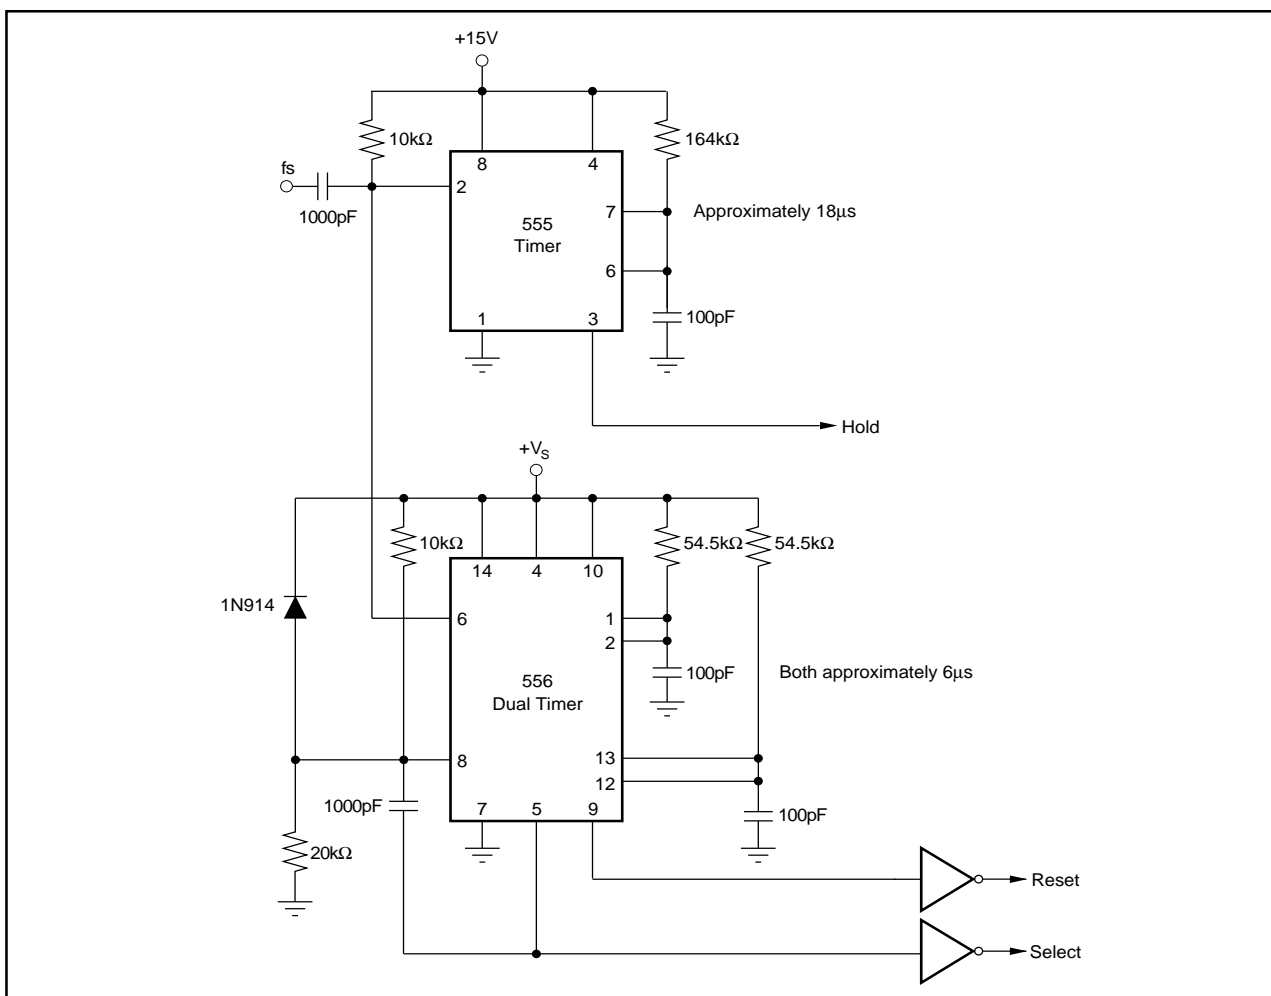 +15V
10kΩ
164kΩ
8
4
fs
2
1000pF
555
Timer
7
Approximately 18μs
6
1
3
100pF
Hold
+VS
10kΩ
54.5kΩ
54.5kΩ
14
4
10
1N914
6
1
2
100pF
Both approximately 6μs
556
Dual Timer
8
13
12
1000pF
7
5
9
100pF
20kΩ
Reset
Select